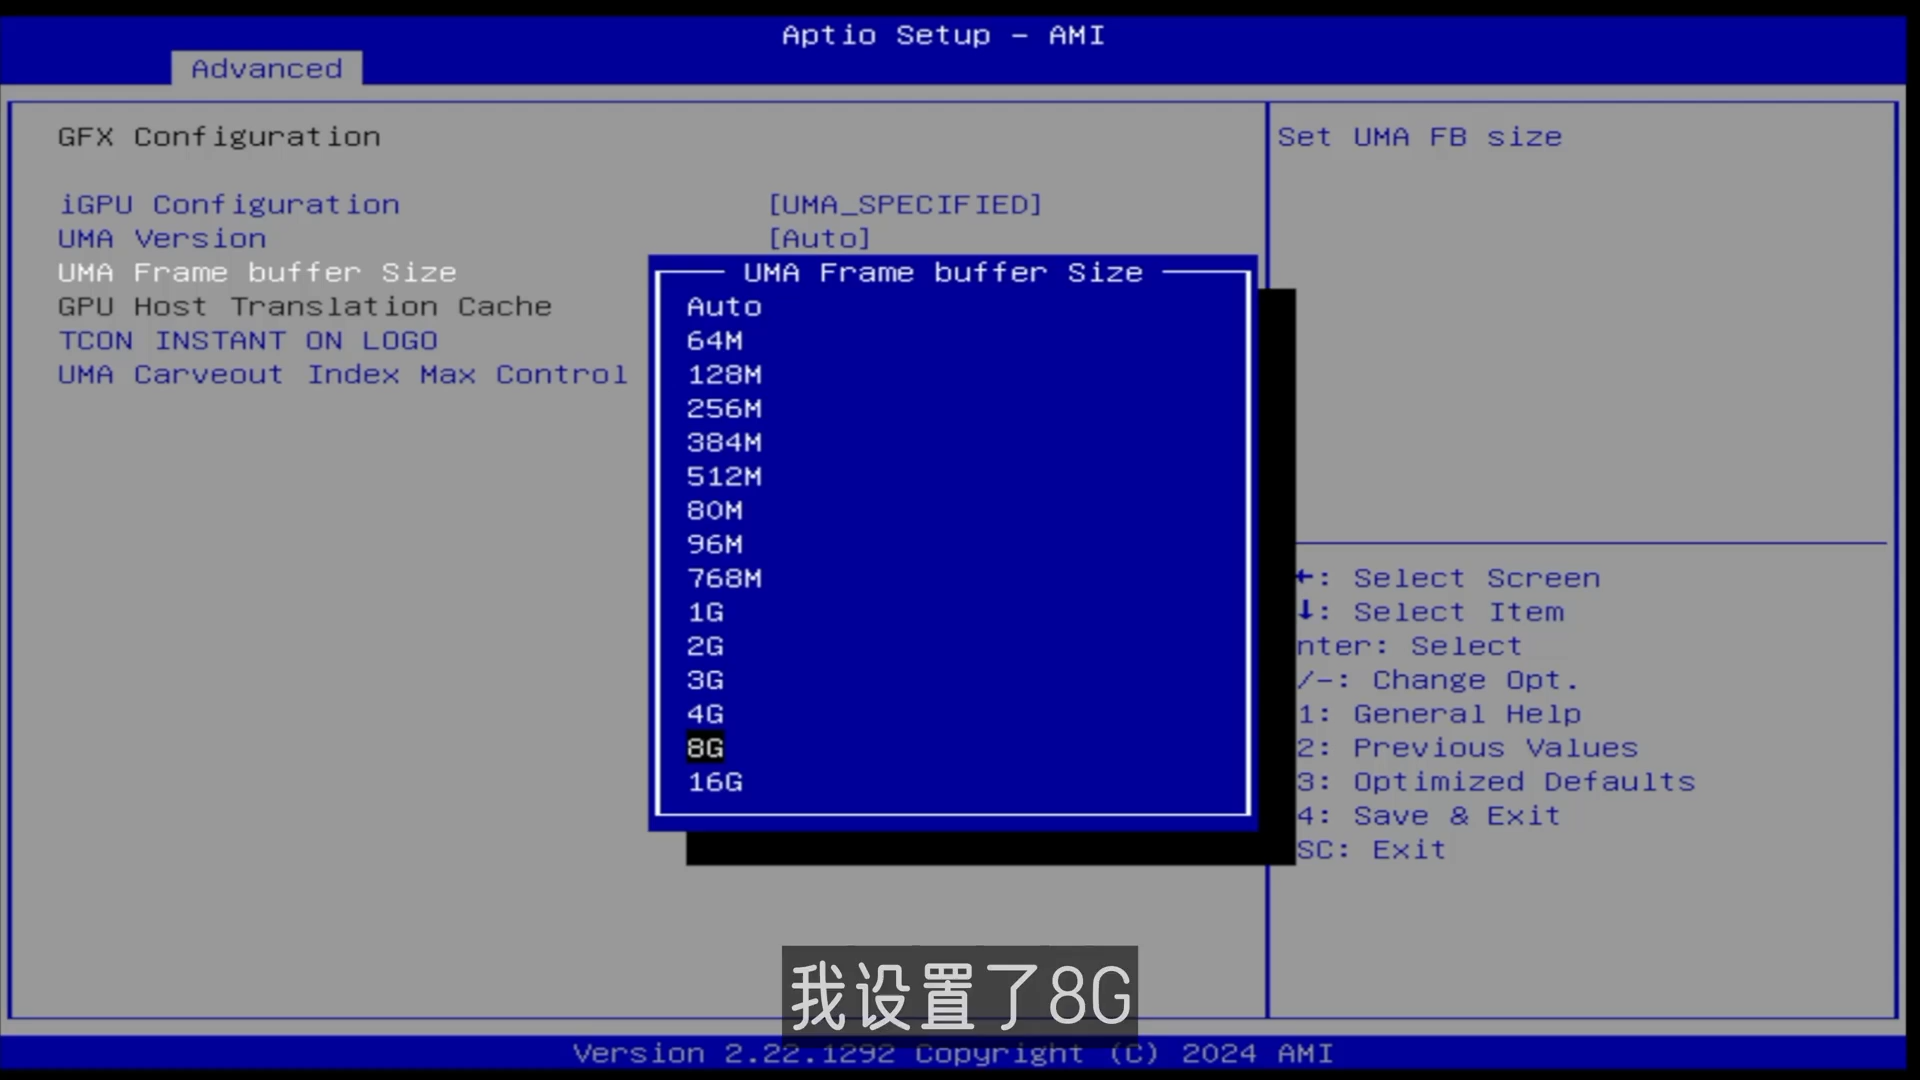 Aptio Setup – AMI
Advanced
GFX Configuration
Set UMA FB size
iGPU Configuration [UMA_SPECIFIED]
UMA Version [Auto]
UMA Frame buffer Size
GPU Host Translation Cache
TCON INSTANT ON LOGO
UMA Carveout Index Max Control
UMA Frame buffer Size
Auto
64M
128M
256M
384M
512M
80M
96M
768M
1G
2G
3G
4G
8G
16G
←: Select Screen
↓: Select Item
nter: Select
/-: Change Opt.
1: General Help
2: Previous Values
3: Optimized Defaults
4: Save & Exit
SC: Exit
我设置了8G
Version 2.22.1292 Copyright (C) 2024 AMI